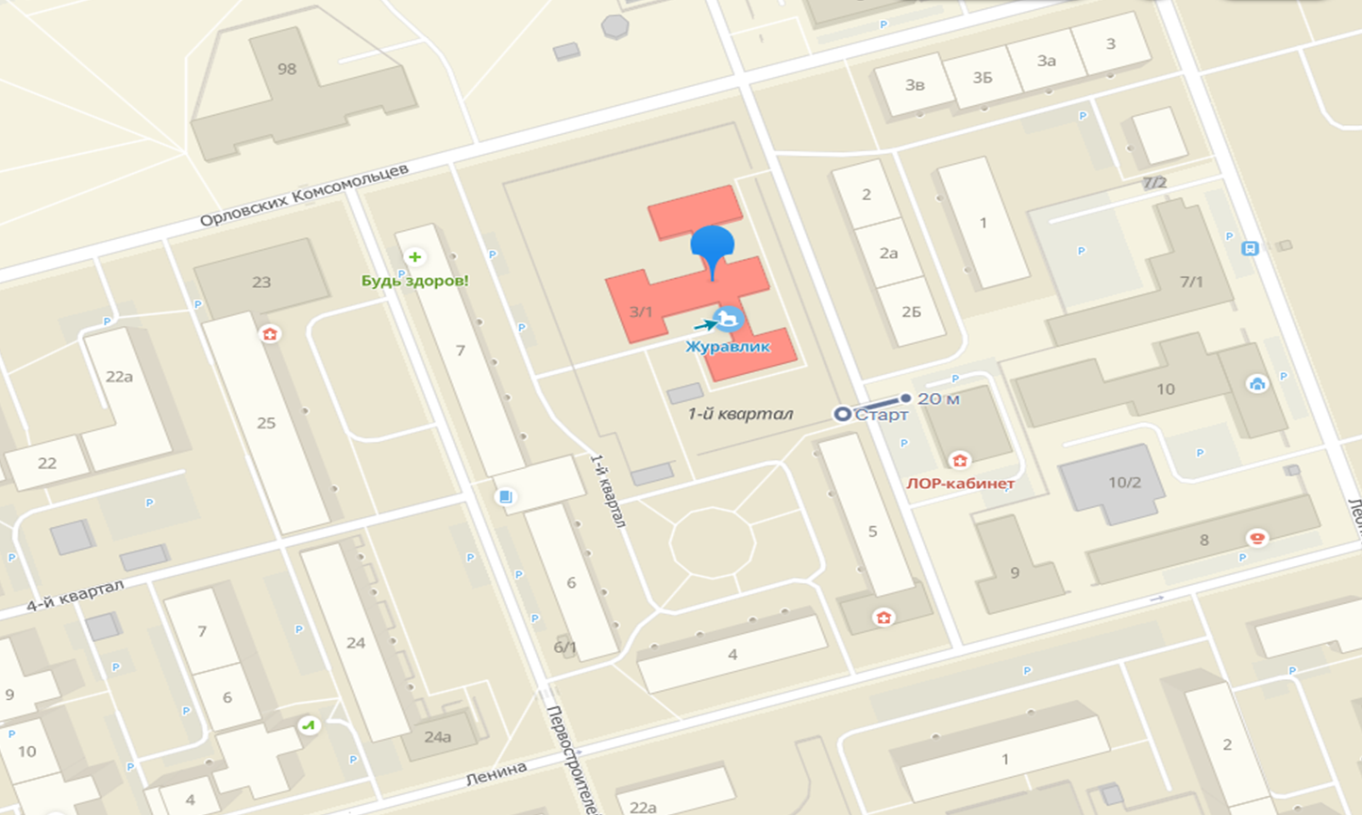 98
3в
3Б
3а
3
P
P
7/2
Орловских Комсомольцев
2
1
2а
P
P
7/1
2Б
P
P
Будь здоров!
23
P
P
P
P
3/1
Журавлик
7
22а
25
22
1-й квартал
Старт
20 м
P
P
10
P
ЛОР-кабинет
P
P
10/2
1-й квартал
5
8
P
9
P
P
P
P
6
4-й квартал
7
P
24
6/1
P
4
P
P
9
6
P
P
10
P
P
P
24а
4
Первостроителе
Ленина
22а
1
2
P
Леон